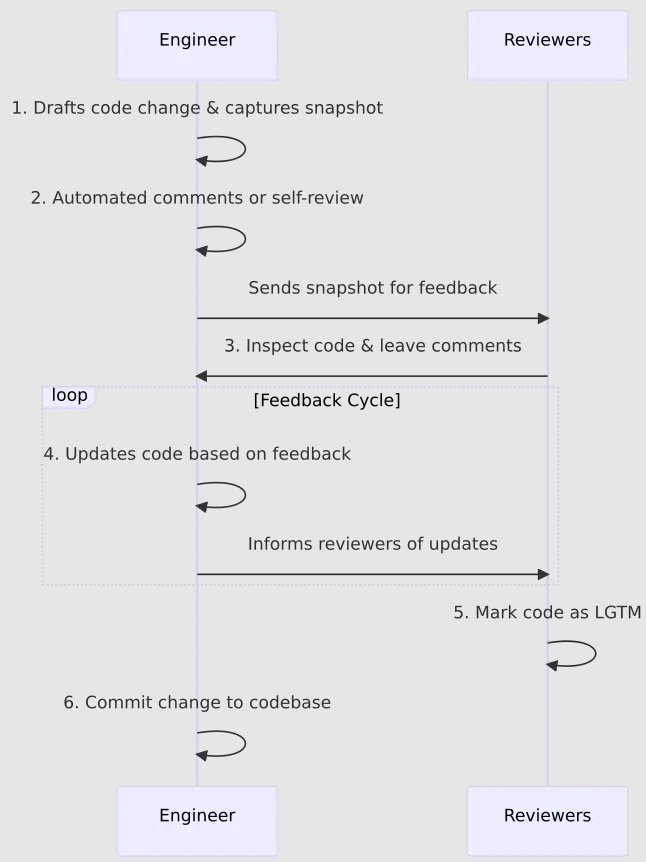 Engineer
Reviewers
1. Drafts code change & captures snapshot
2. Automated comments or self-review
Sends snapshot for feedback
3. Inspect code & leave comments
loop
[Feedback Cycle]
4. Updates code based on feedback
Informs reviewers of updates
5. Mark code as LGTM
6. Commit change to codebase
Engineer
Reviewers